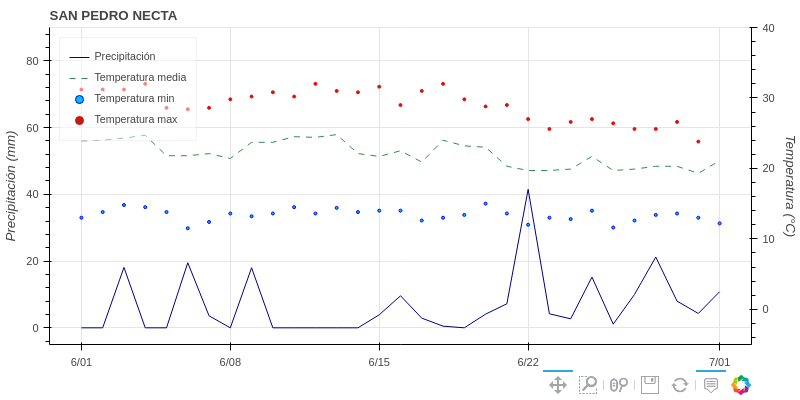 SAN PEDRO NECTA
Precipitación
Temperatura media
Temperatura min
Temperatura max
Precipitación (mm)
80
60
40
20
0
Temperatura (°C)
40
30
20
10
0
6/01 6/08 6/15 6/22 7/01